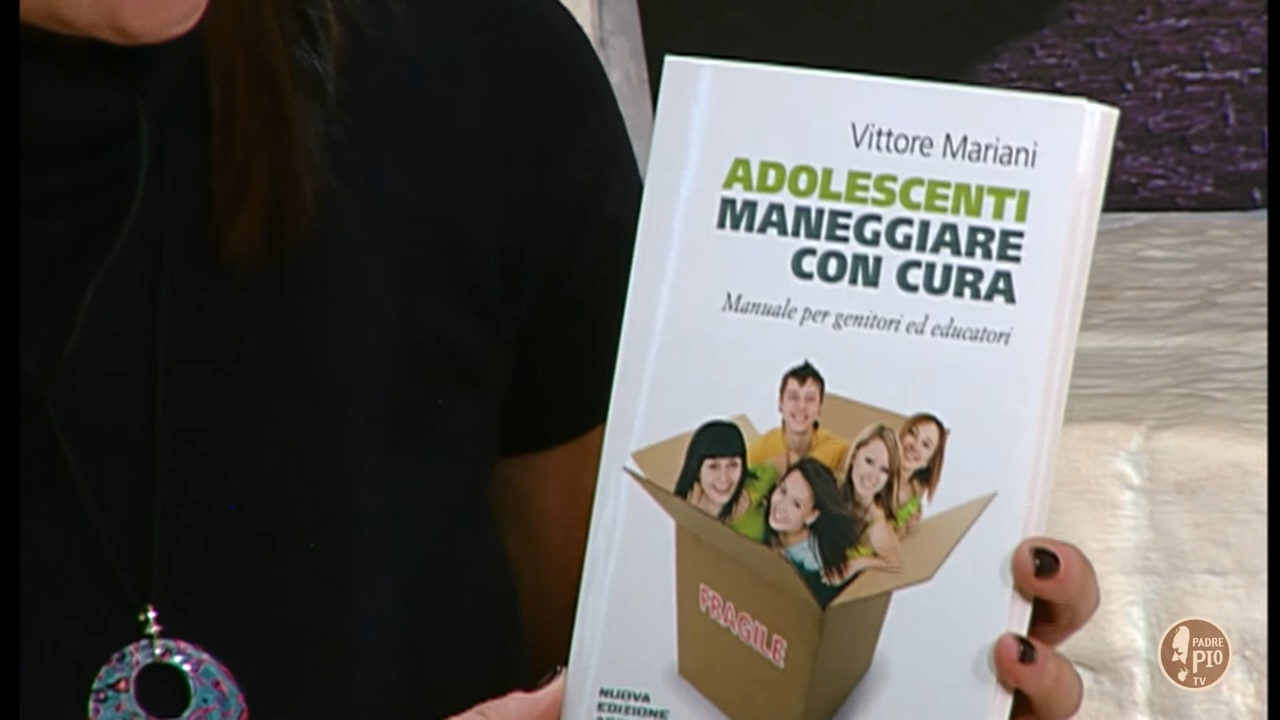 Vittore Mariani
ADOLESCENTI
MANEGGIARE
CON CURA
Manuale per genitori ed educatori
FRAGILE
NUOVA
EDIZIONE
PADRE
PIO
TV